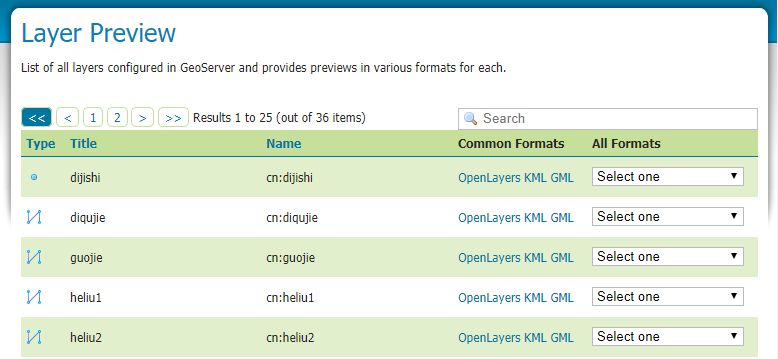 Layer Preview
List of all layers configured in GeoServer and provides previews in various formats for each.
<< < 1 2 > >> Results 1 to 25 (out of 36 items) Search
Type Title Name Common Formats All Formats
dijishi cn:dijishi OpenLayers KML GML Select one
diqujie cn:diqujie OpenLayers KML GML Select one
guojie cn:guojie OpenLayers KML GML Select one
heliu1 cn:heliu1 OpenLayers KML GML Select one
heliu2 cn:heliu2 OpenLayers KML GML Select one